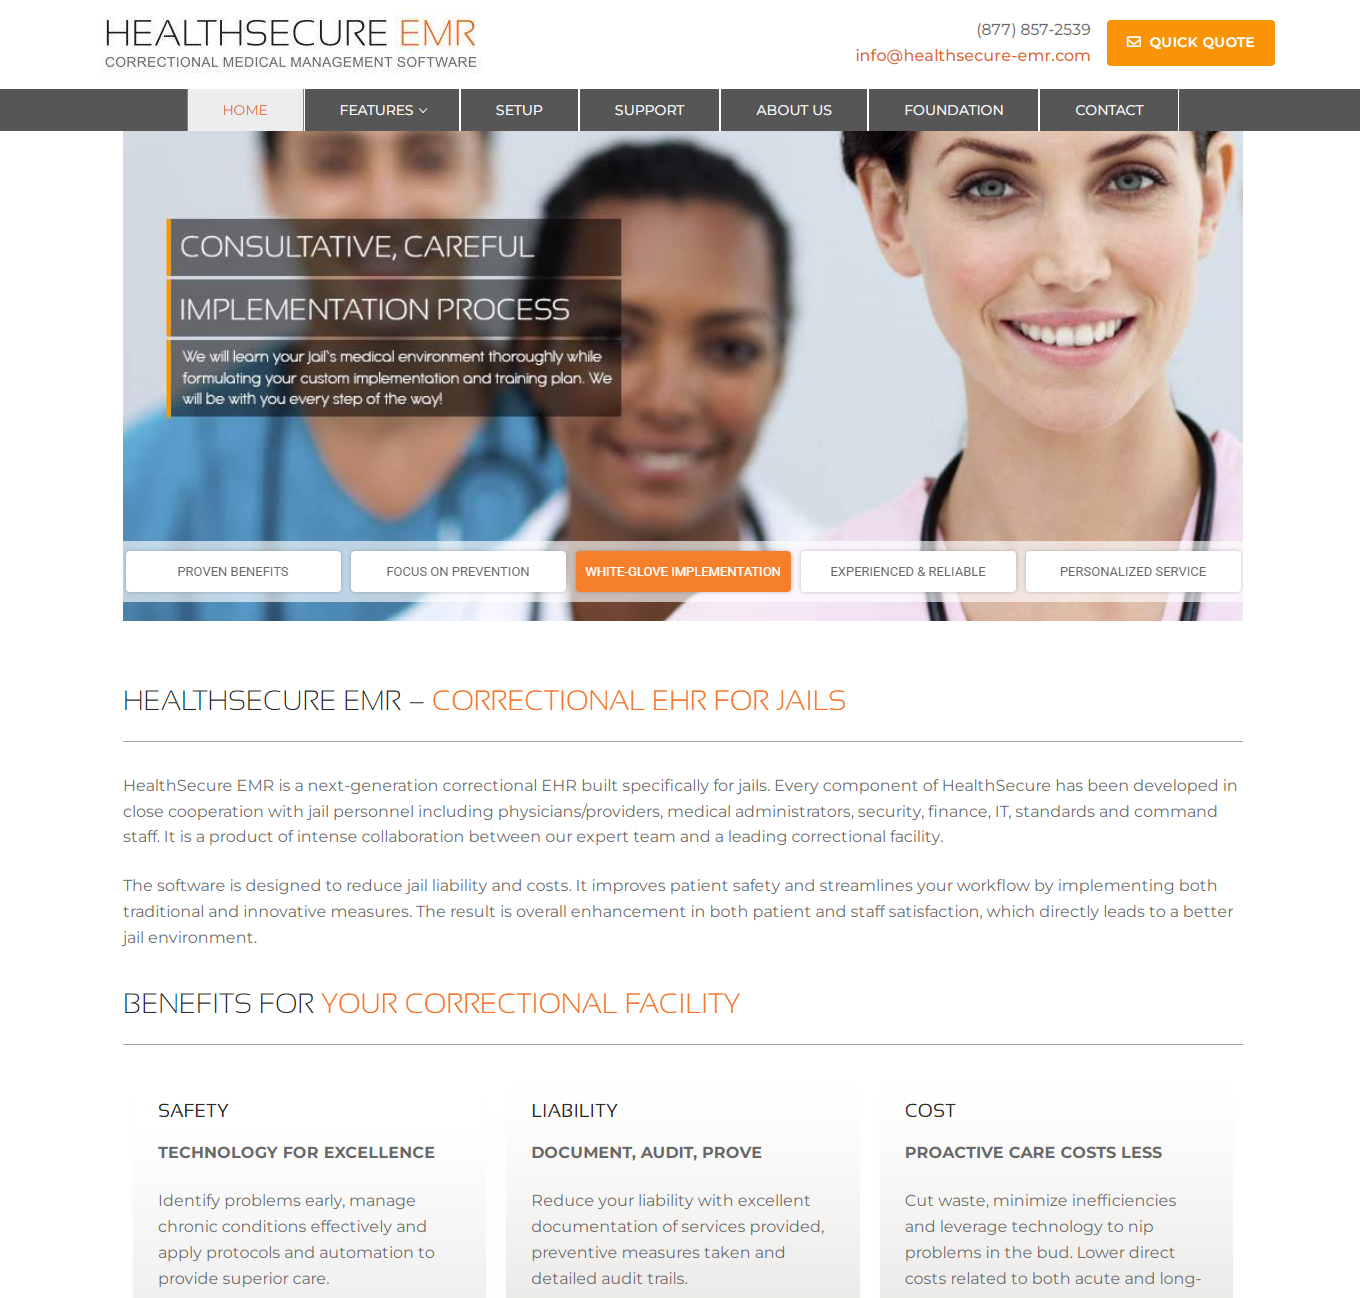 HEALTHSECURE EMR
CORRECTIONAL MEDICAL MANAGEMENT SOFTWARE
(877) 857-2539
info@healthsecure-emr.com
QUICK QUOTE
HOME
FEATURES
SETUP
SUPPORT
ABOUT US
FOUNDATION
CONTACT
CONSULTATIVE, CAREFUL
IMPLEMENTATION PROCESS
We will learn your jail`s medical environment thoroughly while
formulating your custom implementation and training plan. We
will be with you every step of the way!
PROVEN BENEFITS
FOCUS ON PREVENTION
WHITE-GLOVE IMPLEMENTATION
EXPERIENCED & RELIABLE
PERSONALIZED SERVICE
HEALTHSECURE EMR – CORRECTIONAL EHR FOR JAILS
HealthSecure EMR is a next-generation correctional EHR built specifically for jails. Every component of HealthSecure has been developed in
close cooperation with jail personnel including physicians/providers, medical administrators, security, finance, IT, standards and command
staff. It is a product of intense collaboration between our expert team and a leading correctional facility.
The software is designed to reduce jail liability and costs. It improves patient safety and streamlines your workflow by implementing both
traditional and innovative measures. The result is overall enhancement in both patient and staff satisfaction, which directly leads to a better
jail environment.
BENEFITS FOR YOUR CORRECTIONAL FACILITY
SAFETY
TECHNOLOGY FOR EXCELLENCE
Identify problems early, manage
chronic conditions effectively and
apply protocols and automation to
provide superior care.
LIABILITY
DOCUMENT, AUDIT, PROVE
Reduce your liability with excellent
documentation of services provided,
preventive measures taken and
detailed audit trails.
COST
PROACTIVE CARE COSTS LESS
Cut waste, minimize inefficiencies
and leverage technology to nip
problems in the bud. Lower direct
costs related to both acute and long-